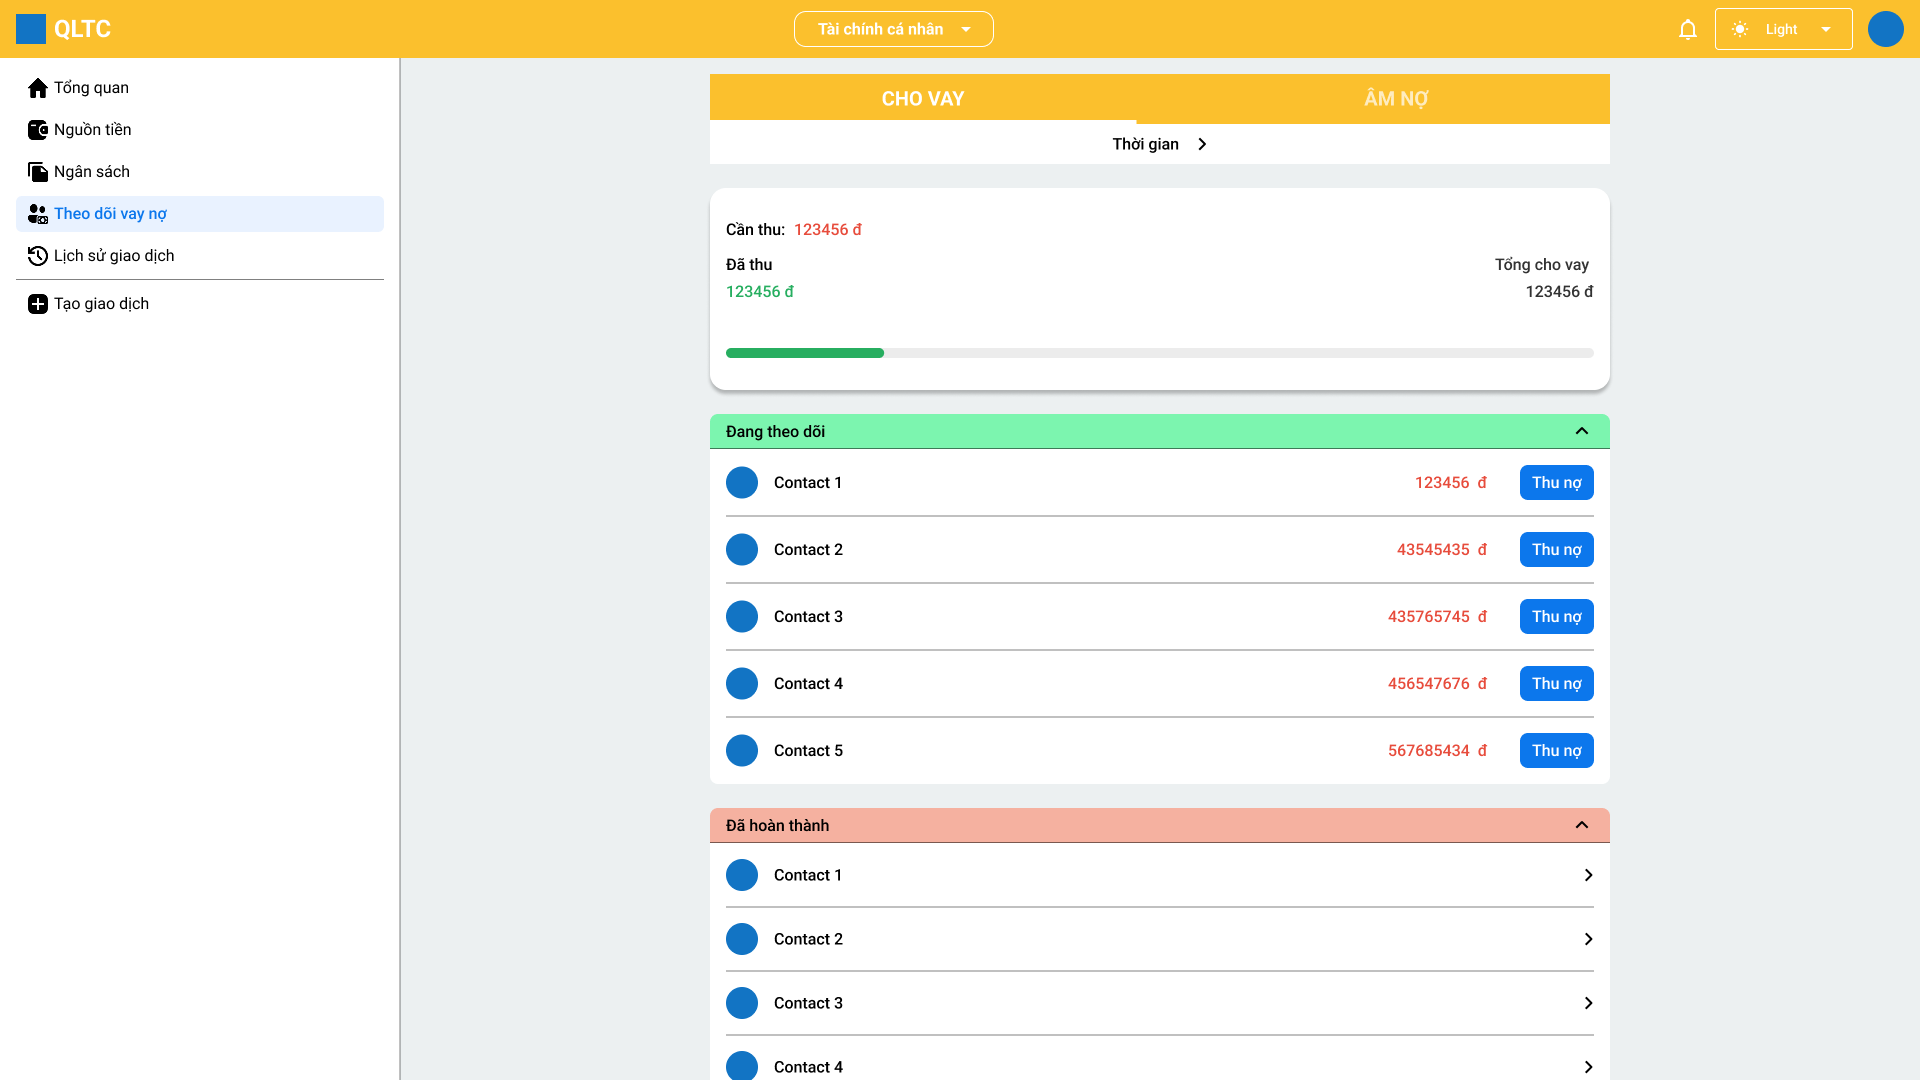 QLTC
Tài chính cá nhân
Light
Tổng quan
Nguồn tiền
Ngân sách
Theo dõi vay nợ
Lịch sử giao dịch
Tạo giao dịch
CHO VAY
ÂM NỢ
Thời gian
Cần thu: 123456 đ
Đã thu
Tổng cho vay
123456 đ
123456 đ
Đang theo dõi
Contact 1 123456 đ Thu nợ
Contact 2 43545435 đ Thu nợ
Contact 3 435765745 đ Thu nợ
Contact 4 456547676 đ Thu nợ
Contact 5 567685434 đ Thu nợ
Đã hoàn thành
Contact 1
Contact 2
Contact 3
Contact 4